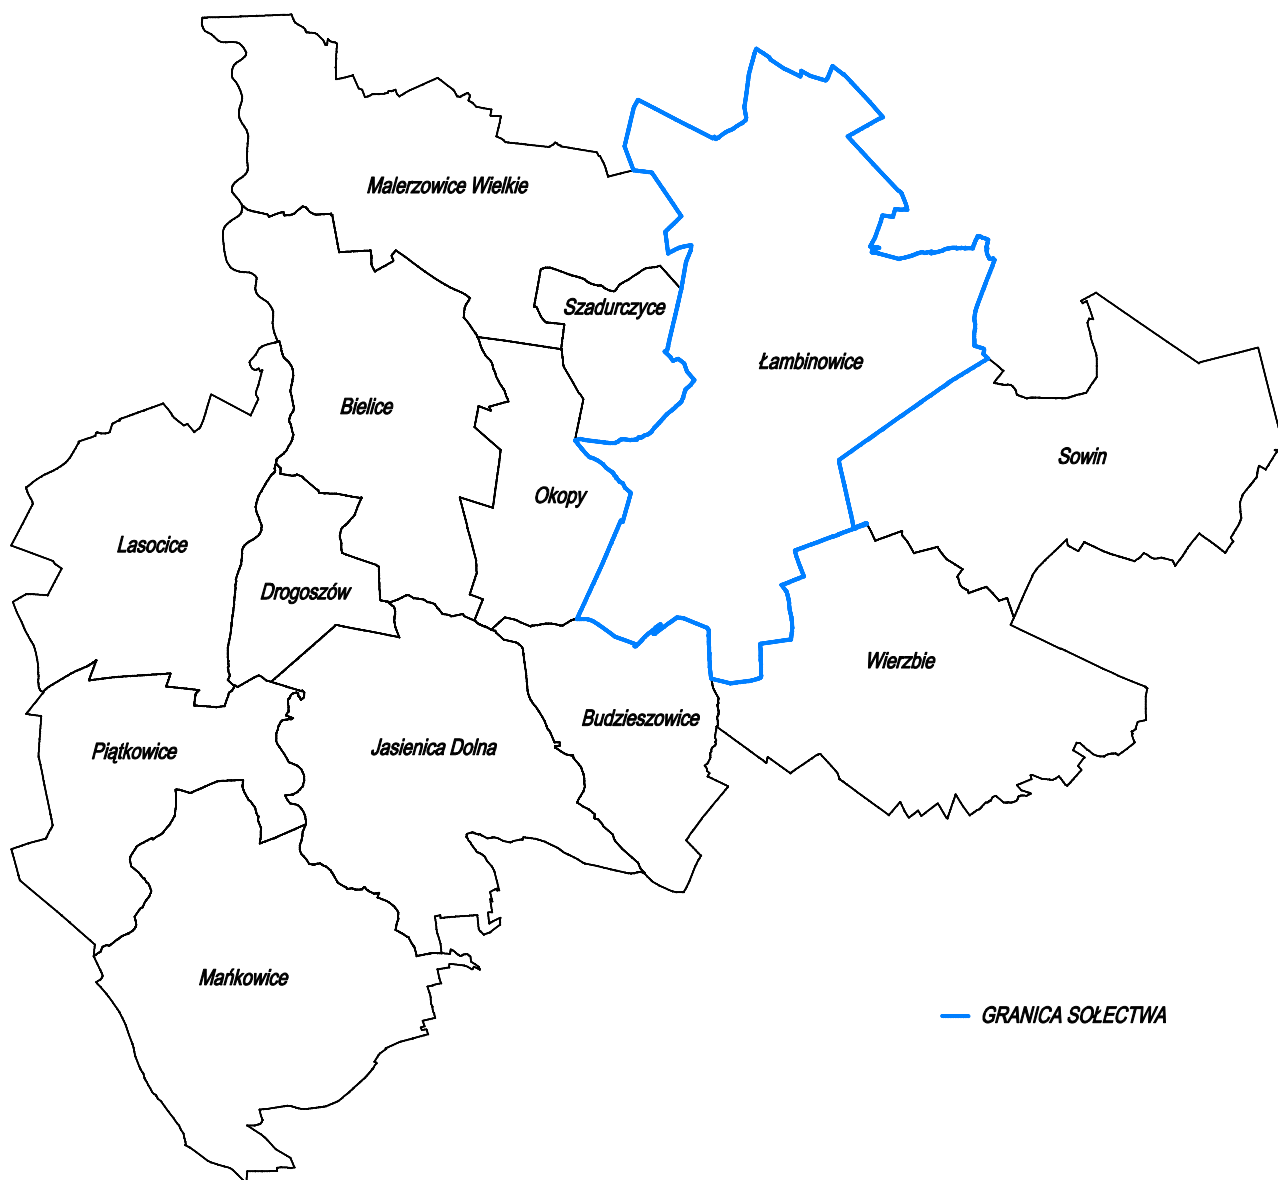 Malerzowice Wielkie
Szadurczyce
Łambinowice
Bielice
Sowin
Okopy
Lasocice
Drogoszów
Wierzbie
Budzieszowice
Jasienica Dolna
Piątkowice
Mańkowice
GRANICA SOŁECTWA